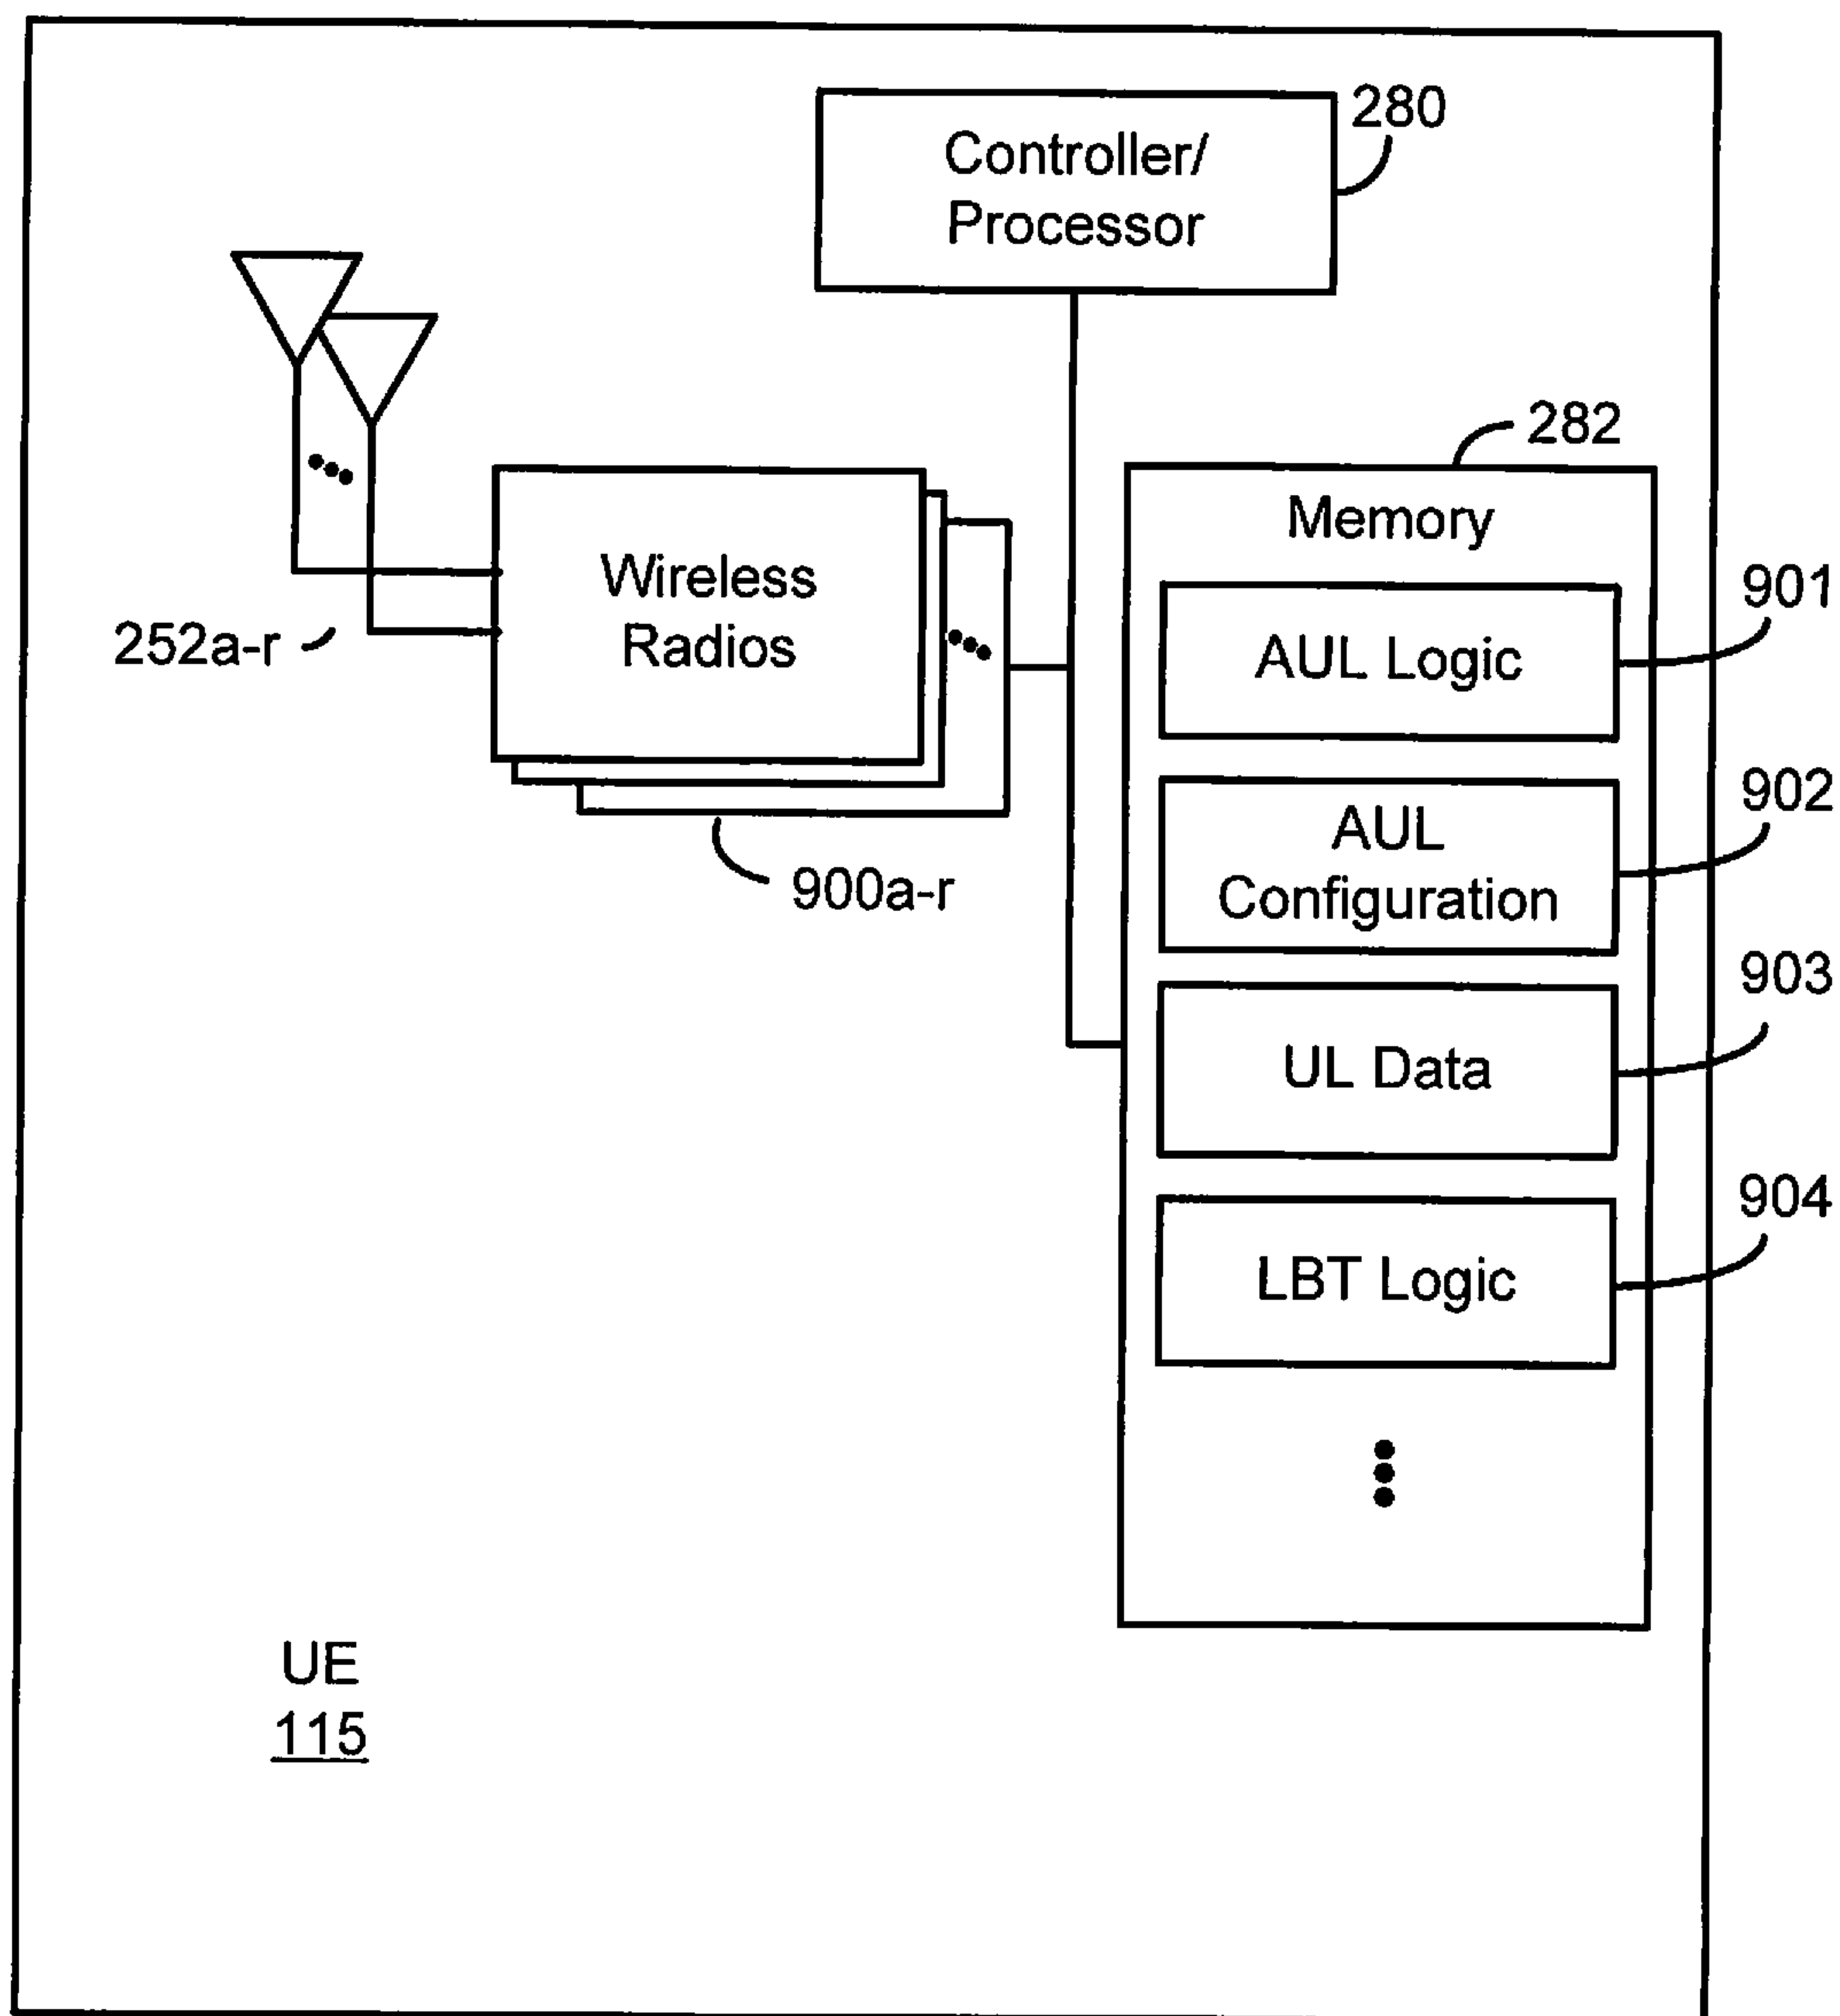 280
Controller/
Processor
282
Memory
901
AUL Logic
252a-r
Wireless
Radios
902
AUL
Configuration
900a-r
903
UL Data
904
LBT Logic
UE
115